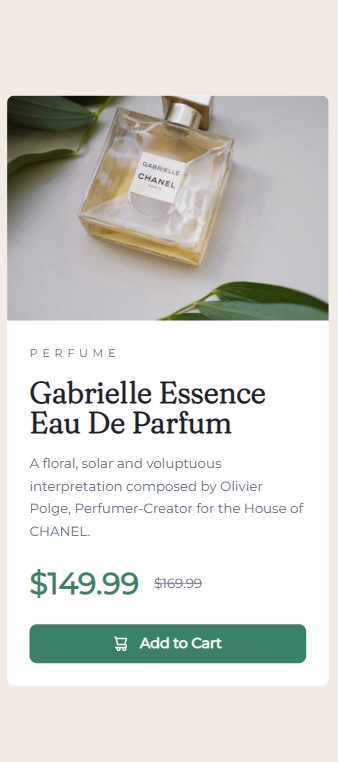 GABRIELLE
CHANEL
PARIS
PERFUME
Gabrielle Essence
Eau De Parfum
A floral, solar and voluptuous
interpretation composed by Olivier
Polge, Perfumer-Creator for the House of
CHANEL.
$149.99 $169.99
Add to Cart